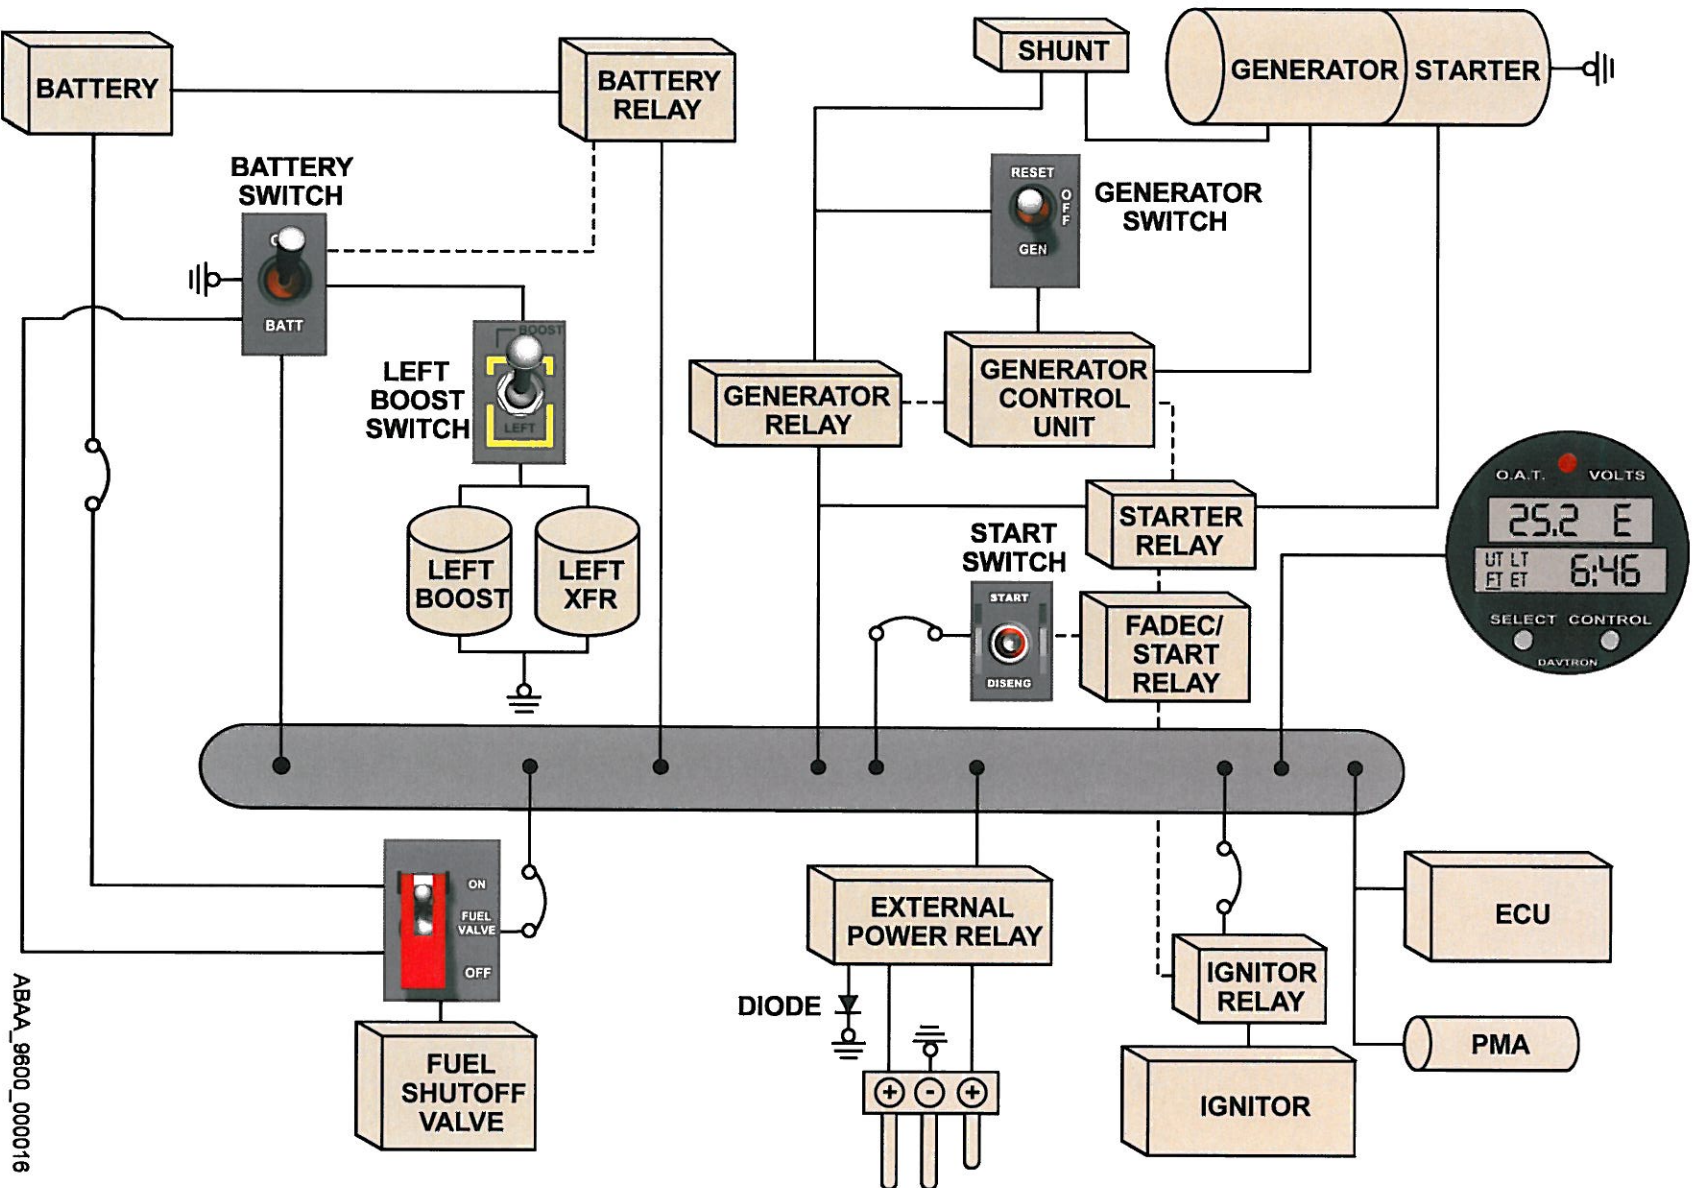 BATTERY
BATTERY
RELAY
SHUNT
GENERATOR
STARTER
BATTERY
SWITCH
BATT
RESET
OFF
GEN
GENERATOR
SWITCH
BOOST
LEFT
LEFT
BOOST
SWITCH
GENERATOR
RELAY
GENERATOR
CONTROL
UNIT
O.A.T.
VOLTS
25.2 E
UT LT
FT ET
6:46
SELECT
CONTROL
DAVTRON
STARTER
RELAY
START
SWITCH
START
DISENG
FADEC/
START
RELAY
LEFT
BOOST
LEFT
XFR
ON
FUEL
VALVE
OFF
FUEL
SHUTOFF
VALVE
EXTERNAL
POWER RELAY
DIODE
+
-
+
IGNITOR
RELAY
IGNITOR
ECU
PMA
ABAA_9600_000016